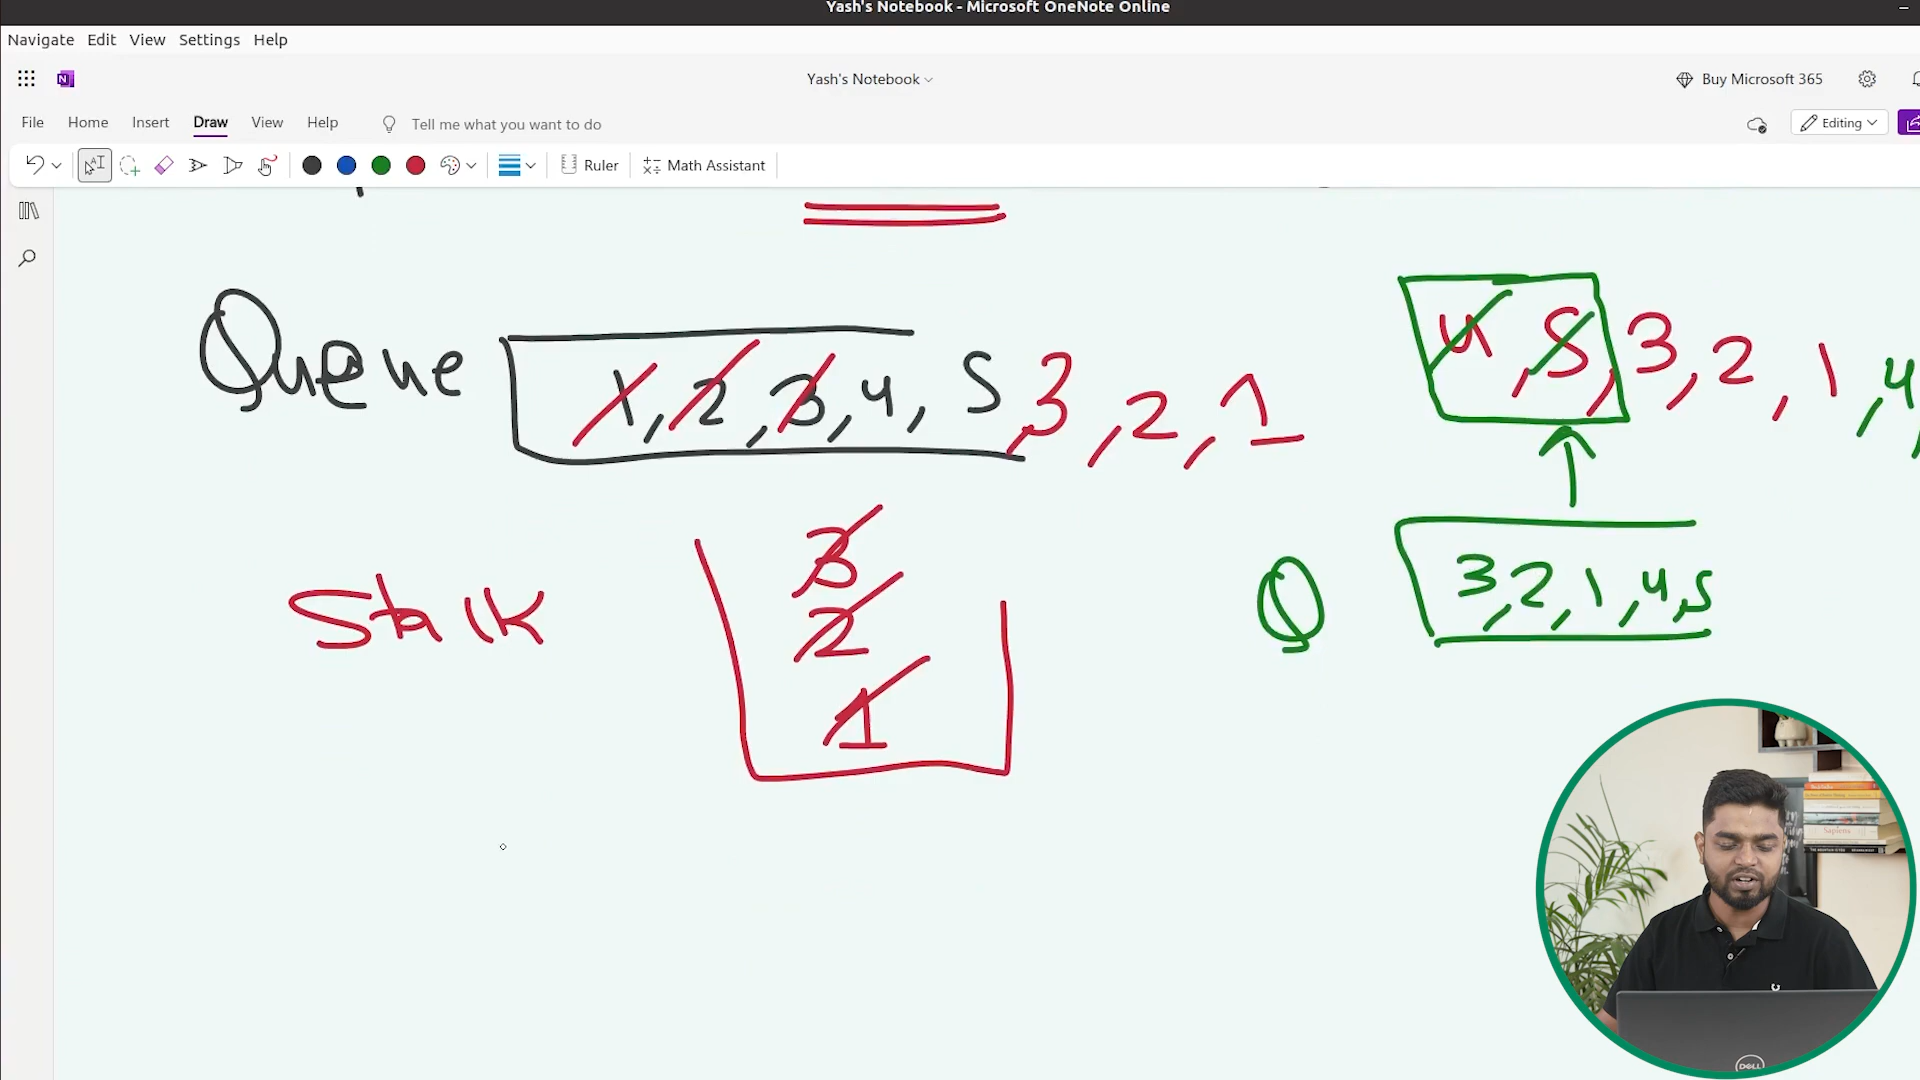 Yash's Notebook - Microsoft OneNote Online
Navigate Edit View Settings Help
N Yash's Notebook Buy Microsoft 365
File Home Insert Draw View Help Tell me what you want to do Editing
Ruler Math Assistant
Queue 1, 2, 3, 4, 5, 3, 2, 1
4, 5, 3, 2, 1, 4,
Stack
3
2
1
Q 3, 2, 1, 4, 5
DELL